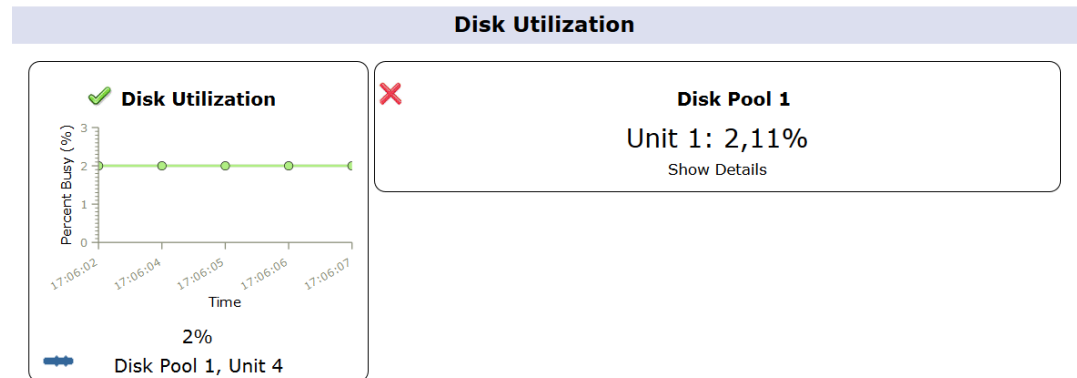 Disk Utilization
Disk Utilization
Percent Busy (%)
3
2
1
0
17:06:02 17:06:04 17:06:05 17:06:06 17:06:07
Time
2%
Disk Pool 1, Unit 4
Disk Pool 1
Unit 1: 2,11%
Show Details